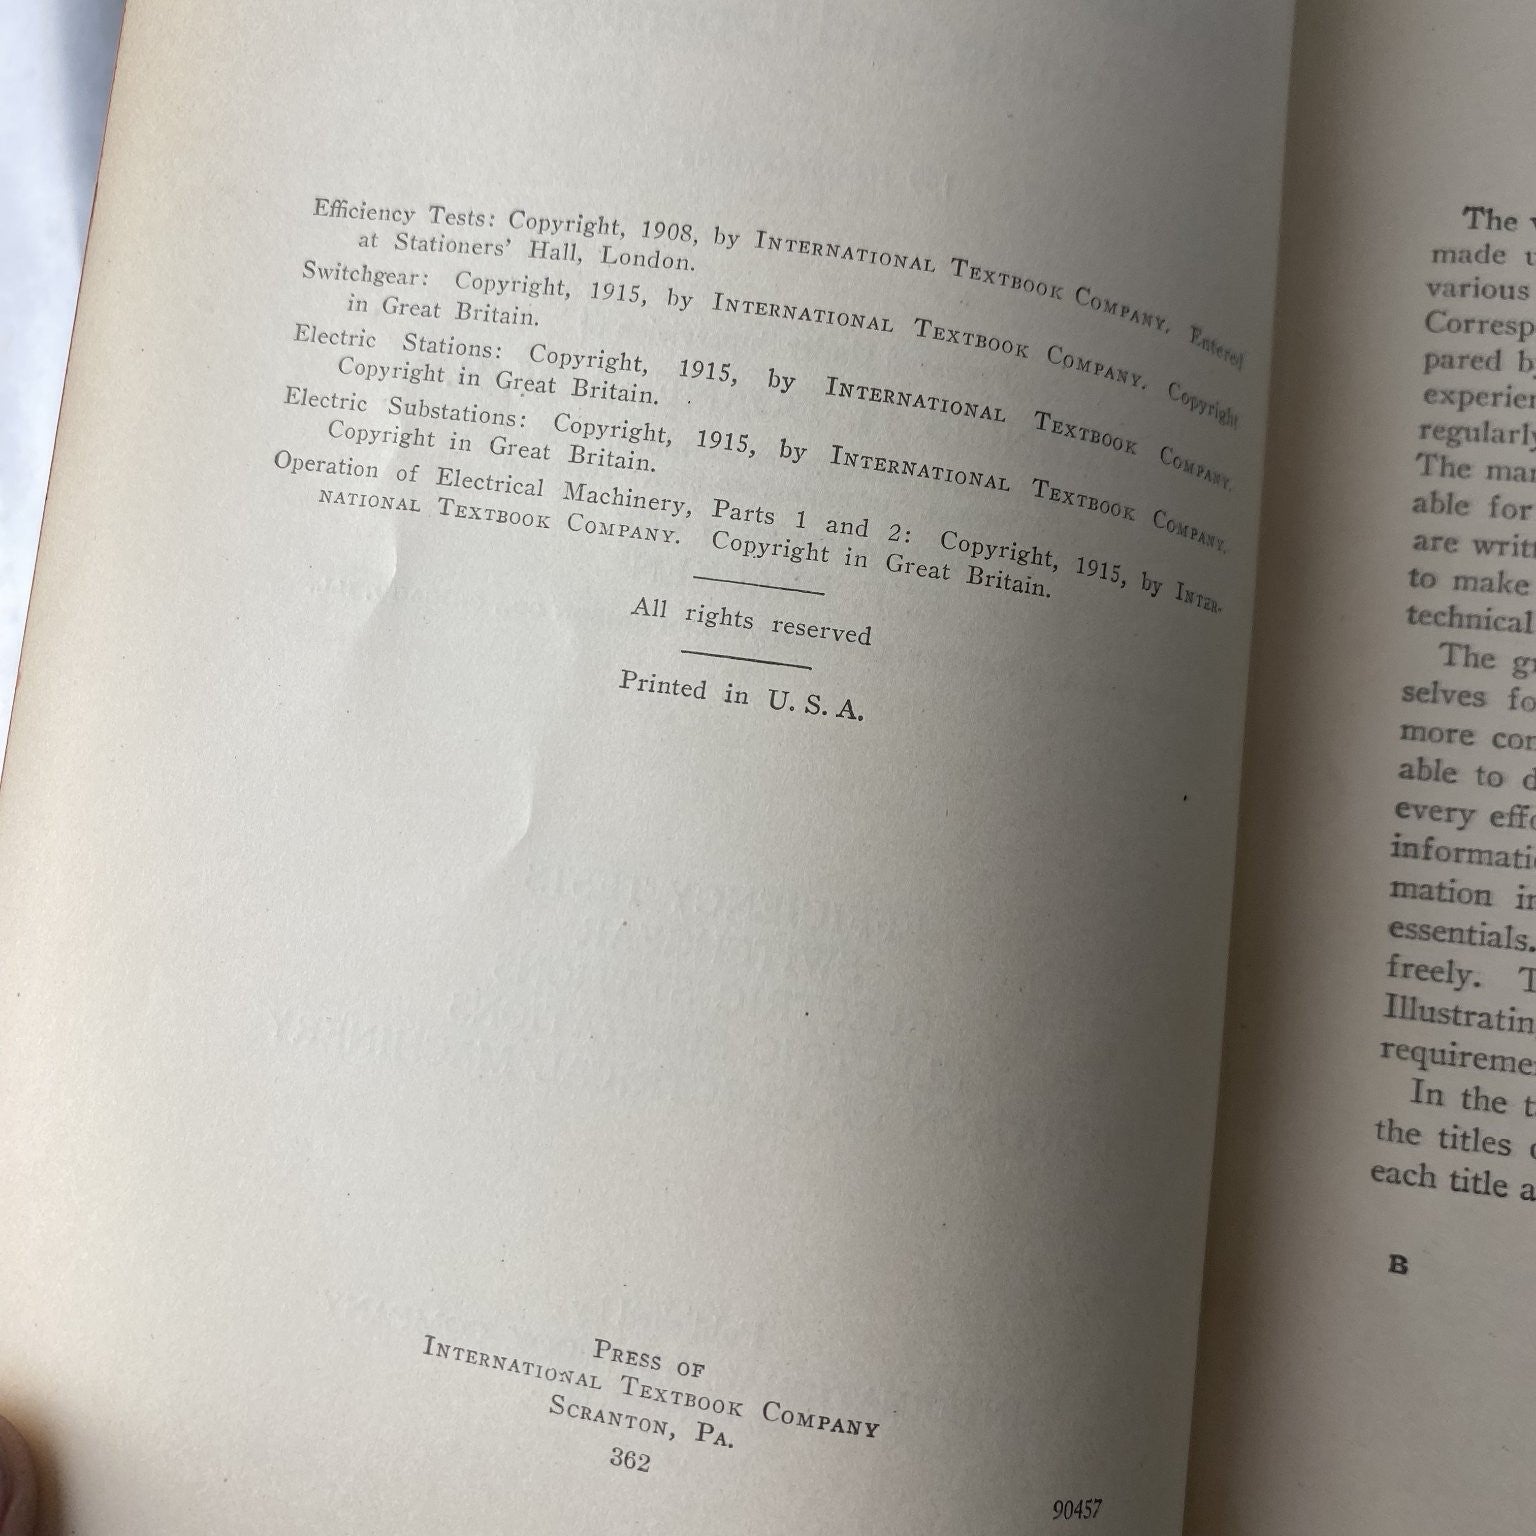 Efficiency Tests: Copyright, 1908, by INTERNATIONAL TEXTBOOK COMPANY. Entered
at Stationers' Hall, London.
Switchgear: Copyright, 1915, by INTERNATIONAL TEXTBOOK COMPANY. Copyright
in Great Britain.
Electric Stations: Copyright, 1915, by INTERNATIONAL TEXTBOOK COMPANY.
Copyright in Great Britain.
Electric Substations: Copyright, 1915, by INTERNATIONAL TEXTBOOK COMPANY.
Copyright in Great Britain.
Operation of Electrical Machinery, Parts 1 and 2: Copyright, 1915, by INTER-
NATIONAL TEXTBOOK COMPANY. Copyright in Great Britain.
All rights reserved
Printed in U. S. A.
PRESS OF
INTERNATIONAL TEXTBOOK COMPANY
SCRANTON, PA.
362
90457
The
made
various
Corresp
pared
experien
regularly
The
able for
are writt
to make
technical
The
selves
more
able to
every
informati
mation
essentials.
freely.
Illustratin
requireme
In the
the titles
each title
B